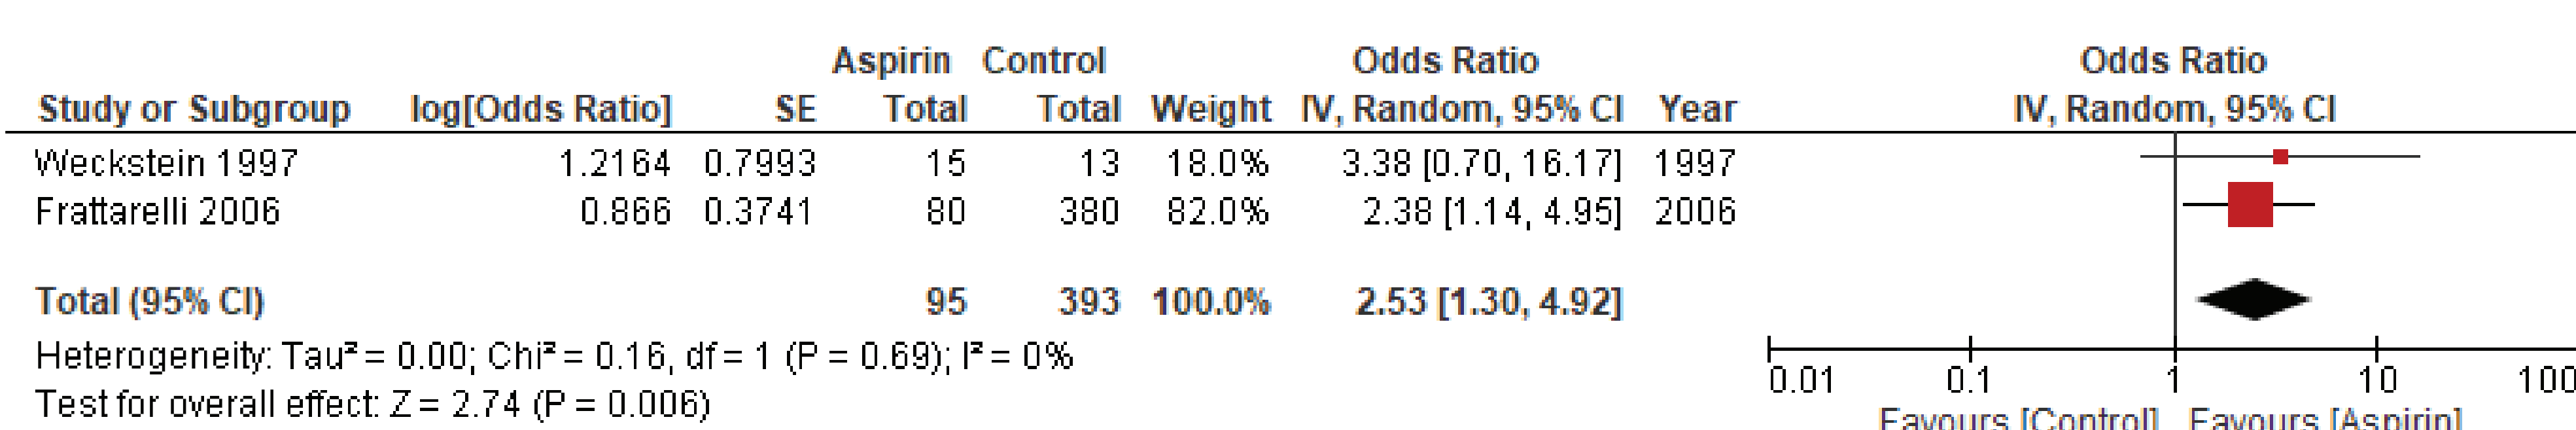 Aspirin Control Odds Ratio Odds Ratio
Study or Subgroup log[Odds Ratio] SE Total Total Weight IV, Random, 95% CI Year IV, Random, 95% CI
Weckstein 1997 1.2164 0.7993 15 13 18.0% 3.38 [0.70, 16.17] 1997
Frattarelli 2006 0.866 0.3741 80 380 82.0% 2.38 [1.14, 4.95] 2006
Total (95% CI) 95 393 100.0% 2.53 [1.30, 4.92]
Heterogeneity: Tau² = 0.00; Chi² = 0.16, df = 1 (P = 0.69); I² = 0%
Test for overall effect: Z = 2.74 (P = 0.006)
0.01 0.1 1 10 100
Favours [Control] Favours [Aspirin]